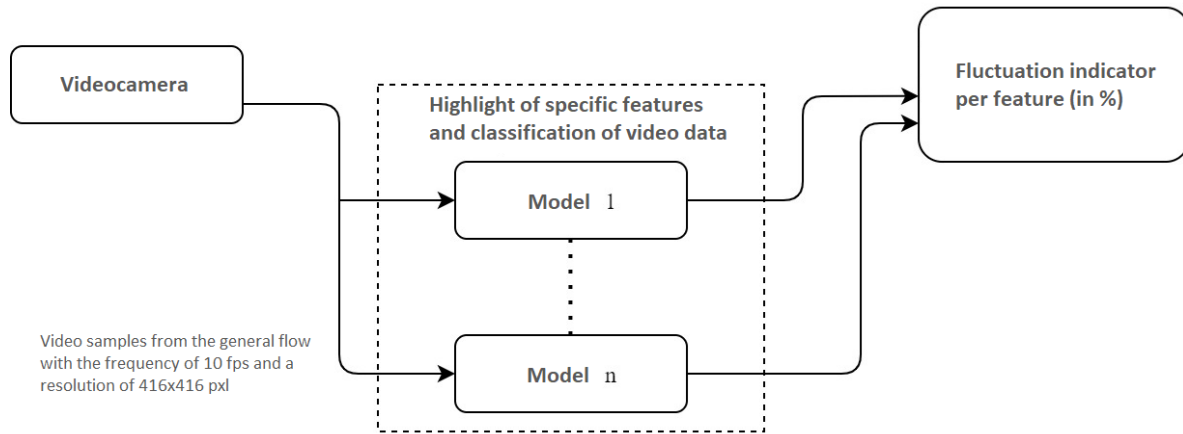 Videocamera
Highlight of specific features
and classification of video data
Model 1
Model n
Fluctuation indicator
per feature (in %)
Video samples from the general flow
with the frequency of 10 fps and a
resolution of 416x416 pxl